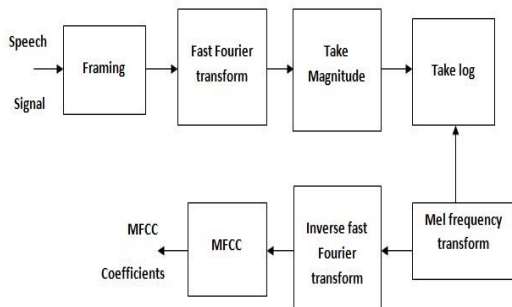 Speech
Signal
Framing
Fast Fourier
transform
Take
Magnitude
Take log
Mel frequency
transform
Inverse fast
Fourier
transform
MFCC
MFCC
Coefficients